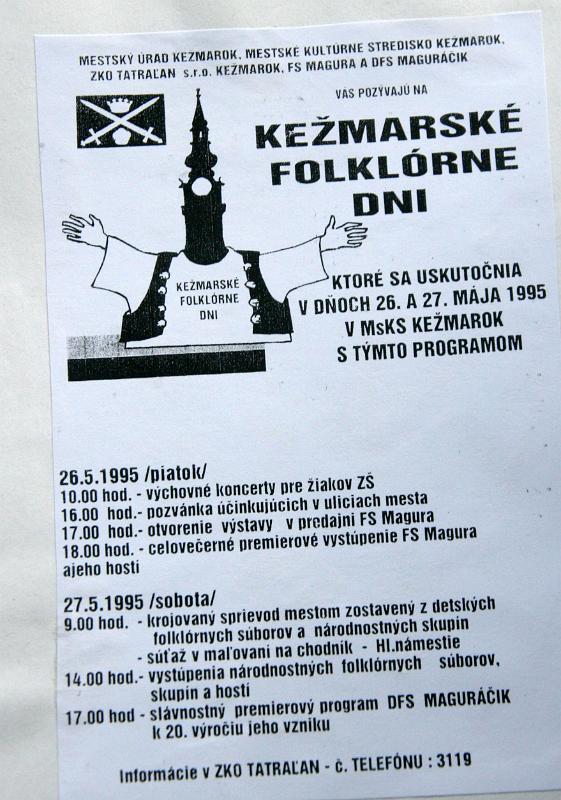 MESTSKÝ ÚRAD KEŽMAROK, MESTSKÉ KULTÚRNE STREDISKO KEŽMAROK,
ZKO TATRAĽAN s.r.o. KEŽMAROK, FS MAGURA A DFS MAGURÁČIK
VÁS POZÝVAJÚ NA
KEŽMARSKÉ
FOLKLÓRNE
DNI
KEŽMARSKÉ
FOLKLÓRNE
DNI
KTORÉ SA USKUTOČNIA
V DŇOCH 26. A 27. MÁJA 1995
V MsKS KEŽMAROK
S TÝMTO PROGRAMOM
26.5.1995 /piatok/
10.00 hod. - výchovné koncerty pre žiakov ZŠ
16.00 hod.- pozvánka účinkujúcich v uliciach mesta
17.00 hod.- otvorenie výstavy v predajni FS Magura
18.00 hod. - celovečerné premierové vystúpenie FS Magura
ajeho hosti
27.5.1995 /sobota/
9.00 hod. - krojovaný sprievod mestom zostavený z detských
folklórnych súborov a národnostných skupín
- súťaž v maľovaní na chodník - Hl.námestie
14.00 hod.- vystúpenia národnostných folklórnych súborov,
skupín a hostí
17.00 hod - slávnostný premierový program DFS MAGURÁČIK
k 20. výročiu jeho vzniku
Informácie v ZKO TATRAĽAN - č. TELEFÓNU : 3119